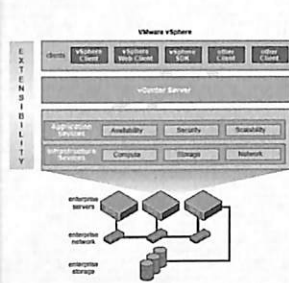 VMware vSphere
EXTENSIBILITY
clients
vSphere Client
vSphere Web Client
vSphere SDK
other Client
other Client
vCenter Server
Application Services
Availability
Security
Scalability
Infrastructure Services
Compute
Storage
Network
enterprise servers
enterprise network
enterprise storage